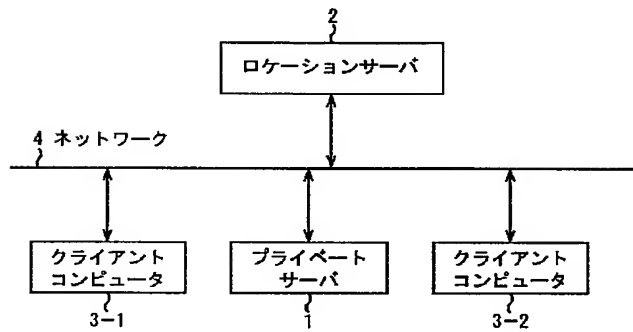 2
ロケーションサーバ
4 ネットワーク
クライアント
コンピュータ
プライベート
サーバ
クライアント
コンピュータ
3-1
1
3-2